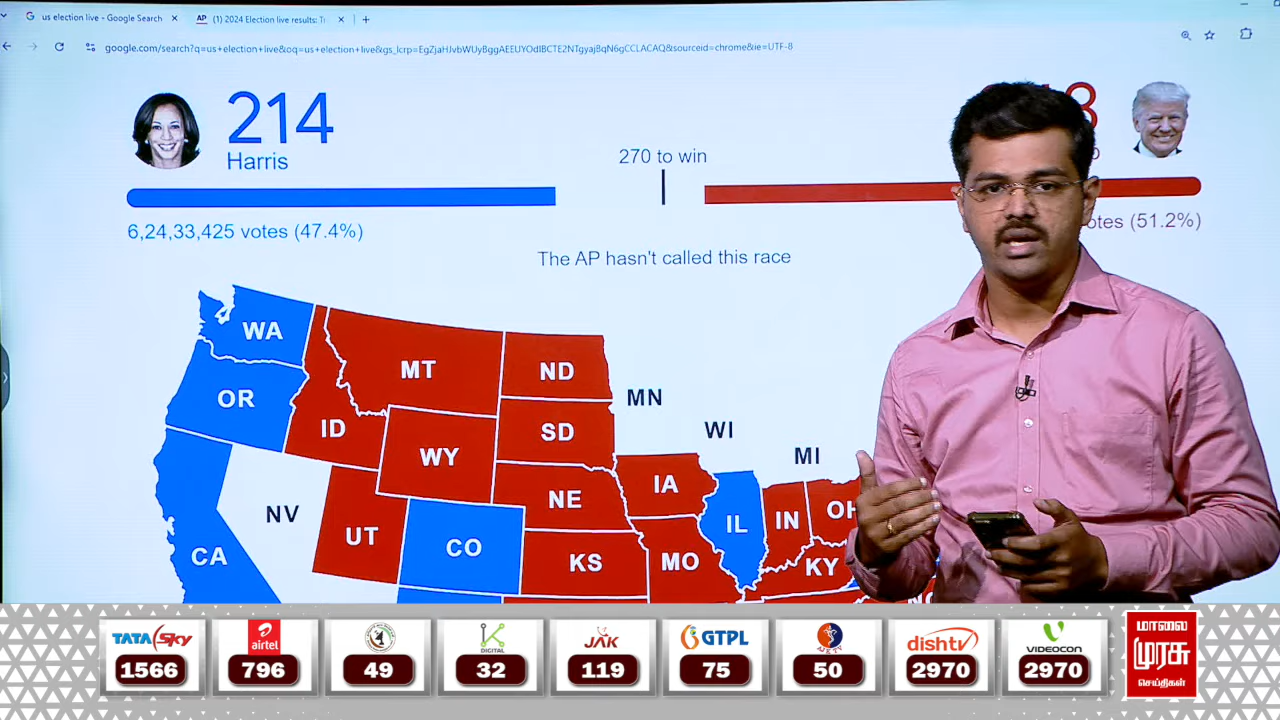 us election live - Google Search
(1) 2024 Election live results: T
google.com/search?q=us+election+live&oq=us+election+live&gs_lcrp=EgZjaHJvbWUyBggAEEUYOdIBCTE2NTgyajBqN6gCCLACAQ&sourceid=chrome&ie=UTF-8
214
Harris
270 to win
6,24,33,425 votes (47.4%)
otes (51.2%)
The AP hasn't called this race
WA
MT
ND
OR
MN
ID
SD
WI
WY
MI
IA
NE
NV
IL
IN
OH
UT
CO
CA
KS
MO
KY
TATA Sky
1566
airtel
796
49
DIGITAL
32
JAK
119
GTPL
75
AJK TV
50
dishtv
2970
VIDEOCON
2970
மாலை
முரசு
செய்திகள்